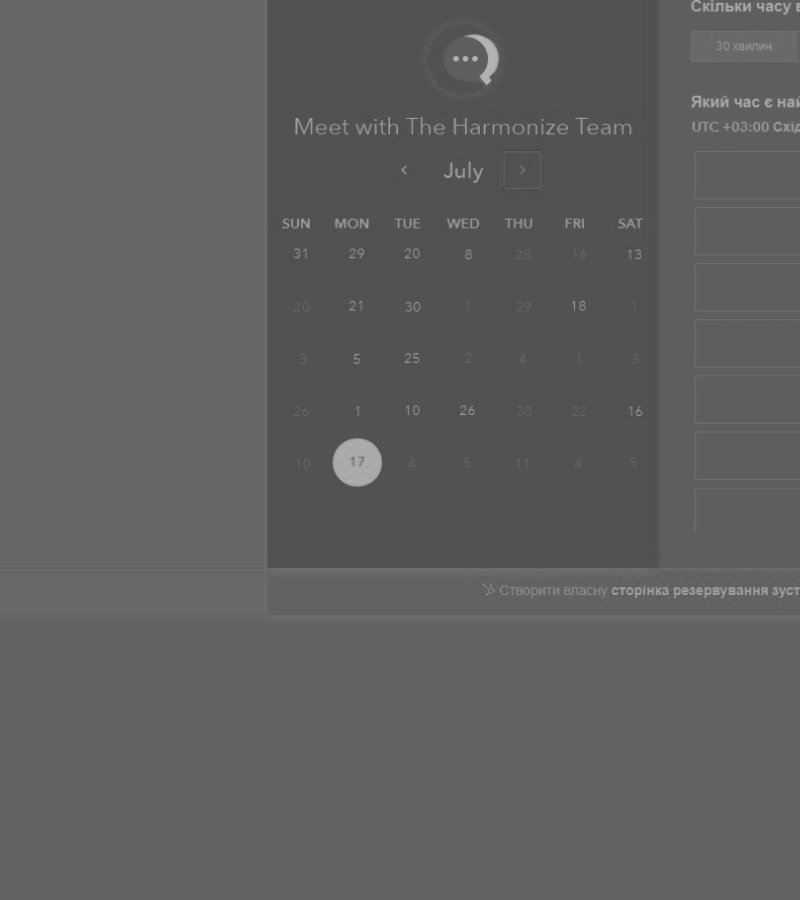 Meet with The Harmonize Team
July
SUN MON TUE WED THU FRI SAT
31 29 20 8 28 16 13
20 21 30 1 29 18 1
3 5 25 2 4 1 3
26 1 10 26 30 22 16
10 17 4 5 11 4 5
Скільки часу
30 хвилин
Який час є
UTC +03:00
Створити власну сторінка резервування